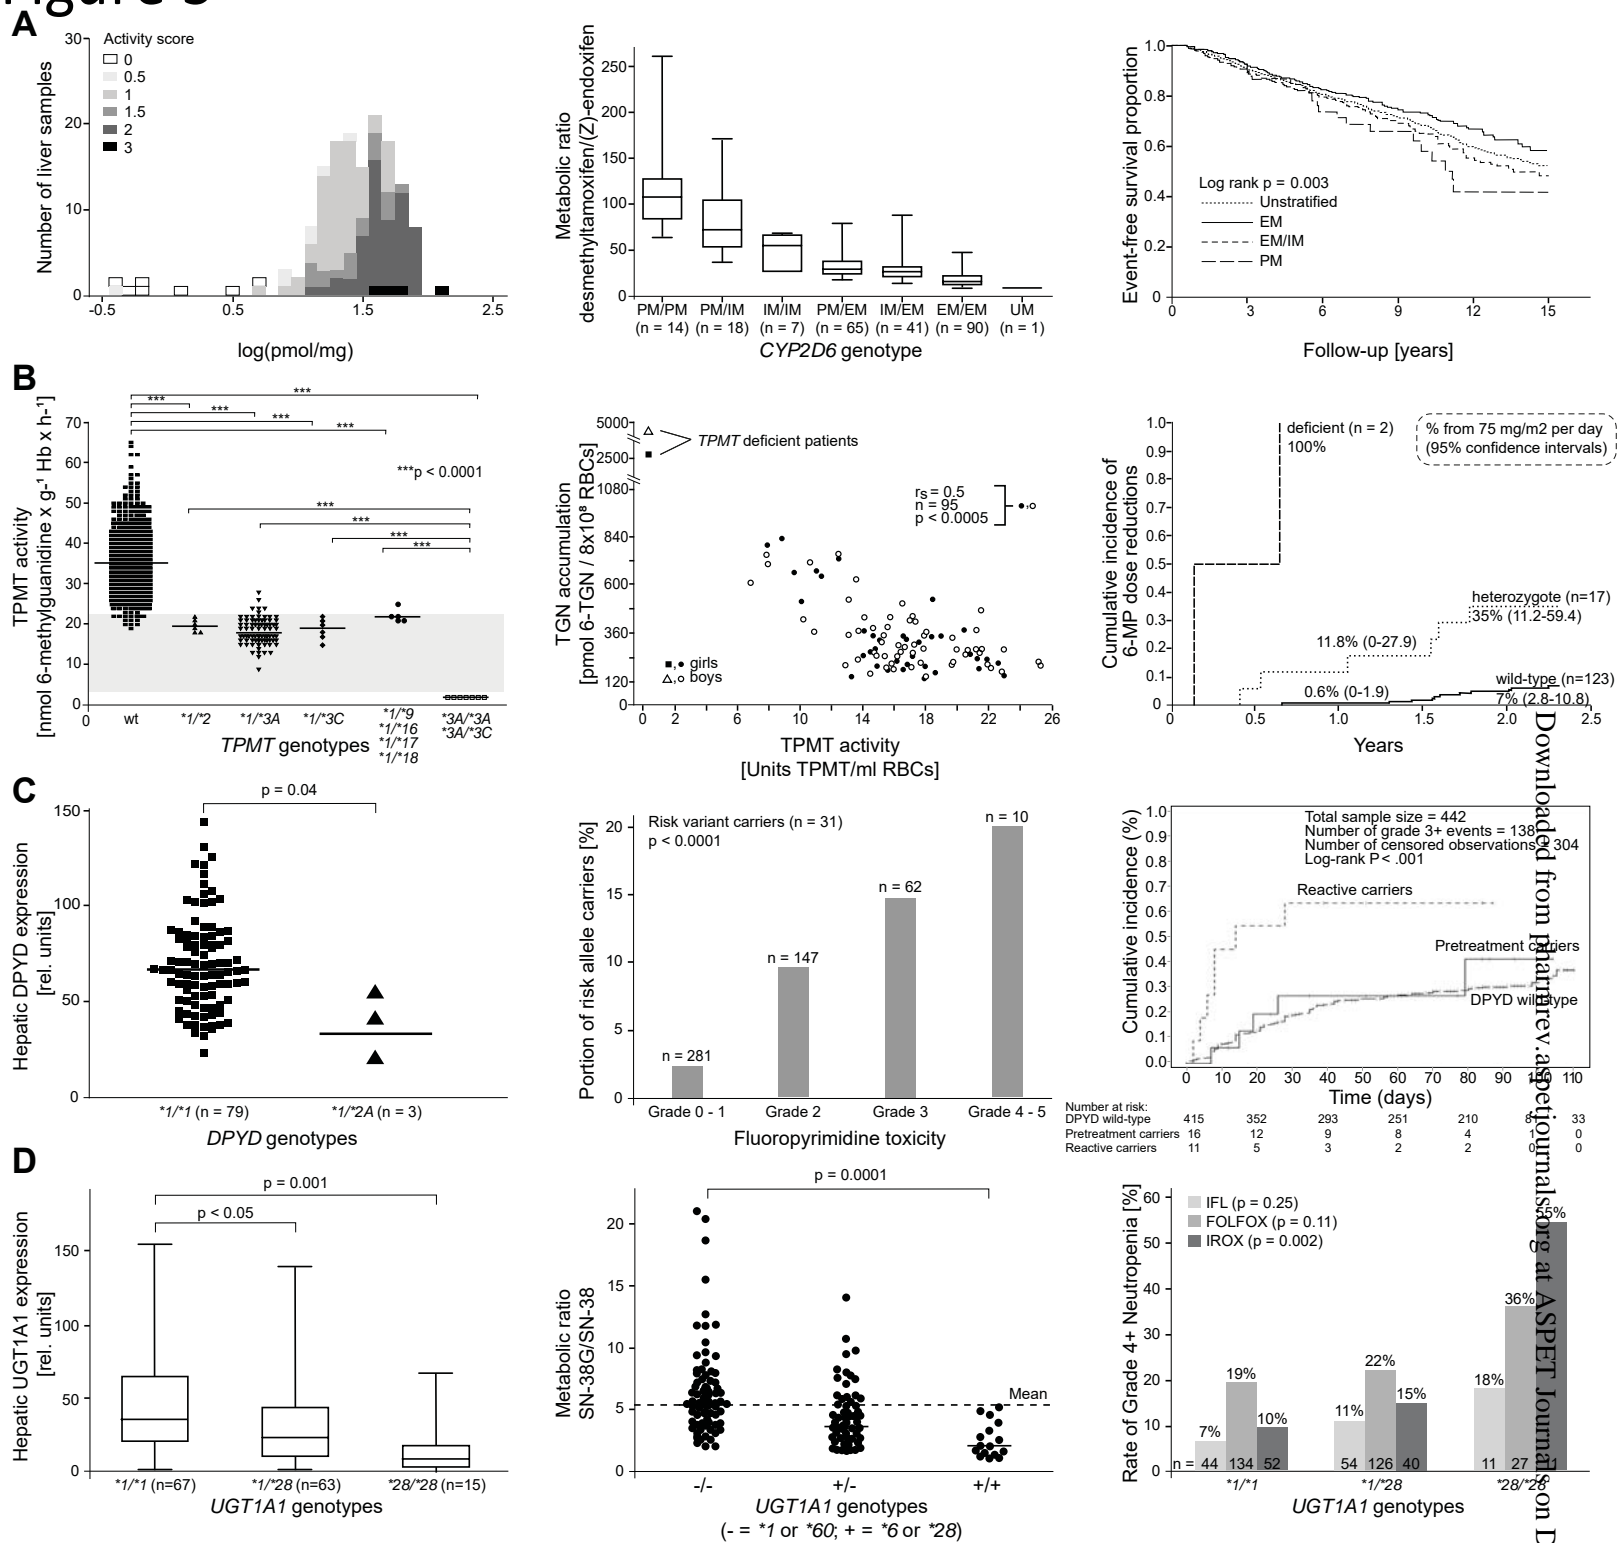 Figure 3
A
30
20
10
0
Number of liver samples
Activity score
0
0.5
1
1.5
2
3
-0.5
0.5
1.5
2.5
log(pmol/mg)
Metabolic ratio
desmethyltamoxifen/(Z)-endoxifen
250
200
150
100
50
0
PM/PM PM/IM IM/IM PM/EM IM/EM EM/EM UM
(n = 14) (n = 18) (n = 7) (n = 65) (n = 41) (n = 90) (n = 1)
CYP2D6 genotype
Event-free survival proportion
1.0
0.8
0.6
0.4
0.2
0
Log rank p = 0.003
Unstratified
EM
EM/IM
PM
0 3 6 9 12 15
Follow-up [years]
B
TPMT activity
[nmol 6-methylguanidine x g-¹ Hb x h-¹]
70
60
50
40
30
20
10
0
0
***
***
***
***
***
***p < 0.0001
***
***
***
***
wt *1/*2 *1/*3A *1/*3C *1/*9 *3A/*3A
*1/*16 *3A/*3C
*1/*17
*1/*18
TPMT genotypes
TGN accumulation
[pmol 6-TGN / 8x10⁸ RBCs]
5000
2500
1080
840
600
360
120
TPMT deficient patients
rs = 0.5
n = 95
p < 0.0005
girls
boys
0 2 6 10 14 18 22 26
TPMT activity
[Units TPMT/ml RBCs]
Cumulative incidence of
6-MP dose reductions
1.0
0.9
0.8
0.7
0.6
0.5
0.4
0.3
0.2
0.1
0
deficient (n = 2)
100%
% from 75 mg/m2 per day
(95% confidence intervals)
heterozygote (n=17)
35% (11.2-59.4)
11.8% (0-27.9)
wild-type (n=123)
0.6% (0-1.9)
7% (2.8-10.8)
0 0.5 1.0 1.5 2.0 2.5
Years
C
Hepatic DPYD expression
[rel. units]
150
100
50
0
p = 0.04
*1/*1 (n = 79) *1/*2A (n = 3)
DPYD genotypes
Portion of risk allele carriers [%]
20
15
10
5
0
Risk variant carriers (n = 31)
p < 0.0001
n = 281
n = 147
n = 62
n = 10
Grade 0 - 1 Grade 2 Grade 3 Grade 4 - 5
Fluoropyrimidine toxicity
Cumulative incidence (%)
1.0
0.9
0.8
0.7
0.6
0.5
0.4
0.3
0.2
0.1
0.0
Total sample size = 442
Number of grade 3+ events = 138
Number of censored observations = 304
Log-rank P < .001
Reactive carriers
Pretreatment carriers
DPYD wild-type
0 10 20 30 40 50 60 70 80 90 100 110
Time (days)
Number at risk:
DPYD wild-type 415 352 293 251 210 33
Pretreatment carriers 16 12 9 8 4 1 0
Reactive carriers 11 5 3 2 2 0 0
D
Hepatic UGT1A1 expression
[rel. units]
150
100
50
0
p = 0.001
p < 0.05
*1/*1 (n=67) *1/*28 (n=63) *28/*28 (n=15)
UGT1A1 genotypes
Metabolic ratio
SN-38G/SN-38
20
15
10
5
0
p = 0.0001
Mean
-/- +/- +/+
UGT1A1 genotypes
(- = *1 or *60; + = *6 or *28)
Rate of Grade 4+ Neutropenia [%]
60
50
40
30
20
10
0
IFL (p = 0.25)
FOLFOX (p = 0.11)
IROX (p = 0.002)
7%
19%
10%
11%
22%
15%
18%
36%
55%
n = 44 134 52 54 126 40 11 27
*1/*1 *1/*28 *28/*28
UGT1A1 genotypes
Downloaded from pharmrev.aspetjournals.org at ASPET Journals on D